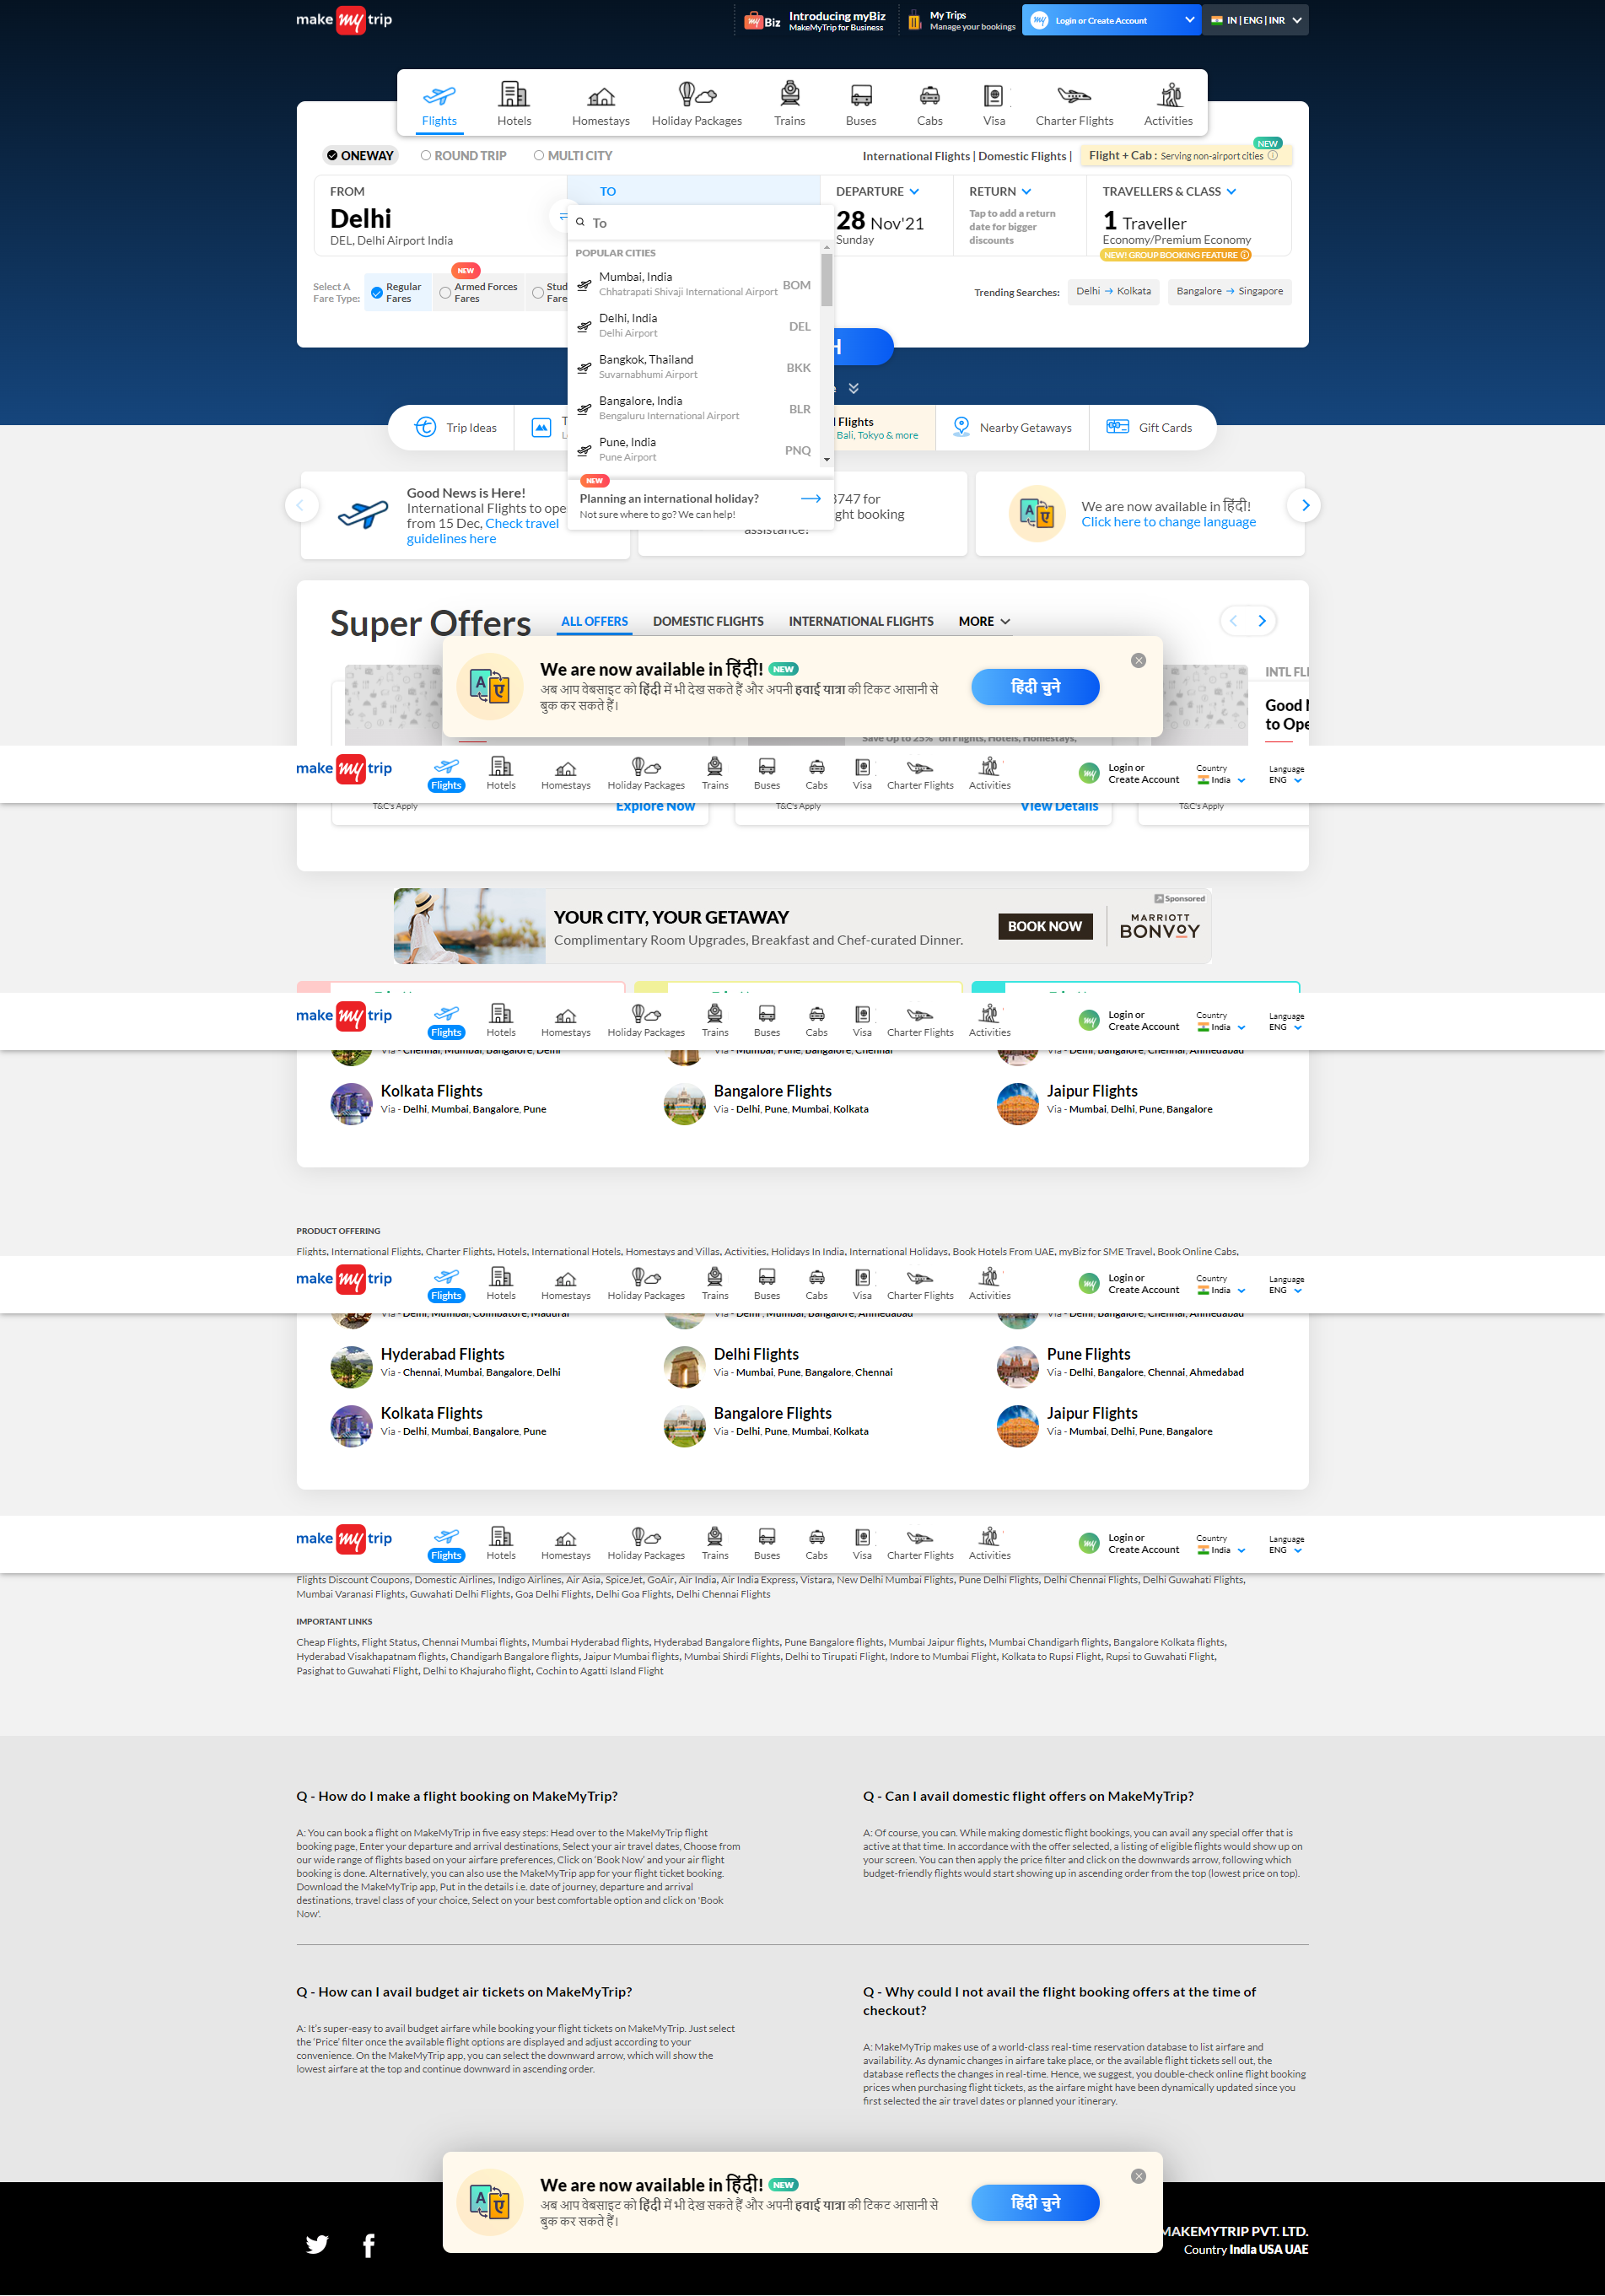 make my trip
myBiz
Introducing myBiz
MakeMyTrip for Business
My Trips
Manage your bookings
my Login or Create Account
IN | ENG | INR
Flights
Hotels
Homestays
Holiday Packages
Trains
Buses
Cabs
Visa
Charter Flights
Activities
ONEWAY
ROUND TRIP
MULTI CITY
International Flights | Domestic Flights |
NEW
Flight + Cab : Serving non-airport cities
FROM
Delhi
DEL, Delhi Airport India
TO
To
DEPARTURE
28 Nov'21
Sunday
RETURN
Tap to add a return
date for bigger
discounts
TRAVELLERS & CLASS
1 Traveller
Economy/Premium Economy
NEW! GROUP BOOKING FEATURE
POPULAR CITIES
Mumbai, India
Chhatrapati Shivaji International Airport
BOM
Delhi, India
Delhi Airport
DEL
Bangkok, Thailand
Suvarnabhumi Airport
BKK
Bangalore, India
Bengaluru International Airport
BLR
Pune, India
Pune Airport
PNQ
NEW
Planning an international holiday?
Not sure where to go? We can help!
Select A
Fare Type:
Regular
Fares
NEW
Armed Forces
Fares
Stud
Fare
Trending Searches:
Delhi → Kolkata
Bangalore → Singapore
H
Trip Ideas
Flights
Bali, Tokyo & more
Nearby Getaways
Gift Cards
Good News is Here!
International Flights to ope
from 15 Dec, Check travel
guidelines here
3747 for
ght booking
assistance!
We are now available in हिंदी!
Click here to change language
Super Offers
ALL OFFERS
DOMESTIC FLIGHTS
INTERNATIONAL FLIGHTS
MORE
INTL FLI
Good
to Ope
We are now available in हिंदी! NEW
अब आप वेबसाइट को हिंदी में भी देख सकते हैं और अपनी हवाई यात्रा की टिकट आसानी से
बुक कर सकते हैं।
हिंदी चुने
Save Up to 25% on Flights, Hotels, Homestays,
make my trip
Flights
Hotels
Homestays
Holiday Packages
Trains
Buses
Cabs
Visa
Charter Flights
Activities
my
Login or
Create Account
Country
India
Language
ENG
T&C's Apply
Explore Now
T&C's Apply
View Details
T&C's Apply
Sponsored
YOUR CITY, YOUR GETAWAY
Complimentary Room Upgrades, Breakfast and Chef-curated Dinner.
BOOK NOW
MARRIOTT
BONVOY
make my trip
Flights
Hotels
Homestays
Holiday Packages
Trains
Buses
Cabs
Visa
Charter Flights
Activities
my
Login or
Create Account
Country
India
Language
ENG
Via - Chennai, Mumbai, Bangalore, Delhi
Via - Mumbai, Pune, Bangalore, Chennai
Via - Delhi, Bangalore, Chennai, Ahmedabad
Kolkata Flights
Via - Delhi, Mumbai, Bangalore, Pune
Bangalore Flights
Via - Delhi, Pune, Mumbai, Kolkata
Jaipur Flights
Via - Mumbai, Delhi, Pune, Bangalore
PRODUCT OFFERING
Flights, International Flights, Charter Flights, Hotels, International Hotels, Homestays and Villas, Activities, Holidays In India, International Holidays, Book Hotels From UAE, myBiz for SME Travel, Book Online Cabs,
make my trip
Flights
Hotels
Homestays
Holiday Packages
Trains
Buses
Cabs
Visa
Charter Flights
Activities
my
Login or
Create Account
Country
India
Language
ENG
Via - Delhi, Mumbai, Coimbatore, Madurai
Via - Delhi, Mumbai, Bangalore, Ahmedabad
Via - Delhi, Bangalore, Chennai, Ahmedabad
Hyderabad Flights
Via - Chennai, Mumbai, Bangalore, Delhi
Delhi Flights
Via - Mumbai, Pune, Bangalore, Chennai
Pune Flights
Via - Delhi, Bangalore, Chennai, Ahmedabad
Kolkata Flights
Via - Delhi, Mumbai, Bangalore, Pune
Bangalore Flights
Via - Delhi, Pune, Mumbai, Kolkata
Jaipur Flights
Via - Mumbai, Delhi, Pune, Bangalore
make my trip
Flights
Hotels
Homestays
Holiday Packages
Trains
Buses
Cabs
Visa
Charter Flights
Activities
my
Login or
Create Account
Country
India
Language
ENG
Flights Discount Coupons, Domestic Airlines, Indigo Airlines, Air Asia, SpiceJet, GoAir, Air India, Air India Express, Vistara, New Delhi Mumbai Flights, Pune Delhi Flights, Delhi Chennai Flights, Delhi Guwahati Flights,
Mumbai Varanasi Flights, Guwahati Delhi Flights, Goa Delhi Flights, Delhi Goa Flights, Delhi Chennai Flights
IMPORTANT LINKS
Cheap Flights, Flight Status, Chennai Mumbai flights, Mumbai Hyderabad flights, Hyderabad Bangalore flights, Pune Bangalore flights, Mumbai Jaipur flights, Mumbai Chandigarh flights, Bangalore Kolkata flights,
Hyderabad Visakhapatnam flights, Chandigarh Bangalore flights, Jaipur Mumbai flights, Mumbai Shirdi Flights, Delhi to Tirupati Flight, Indore to Mumbai Flight, Kolkata to Rupsi Flight, Rupsi to Guwahati Flight,
Pasighat to Guwahati Flight, Delhi to Khajuraho flight, Cochin to Agatti Island Flight
Q - How do I make a flight booking on MakeMyTrip?
A: You can book a flight on MakeMyTrip in five easy steps: Head over to the MakeMyTrip flight
booking page, Enter your departure and arrival destinations, Select your air travel dates, Choose from
our wide range of flights based on your airfare preferences, Click on 'Book Now' and your air flight
booking is done. Alternatively, you can also use the MakeMyTrip app for your flight ticket booking.
Download the MakeMyTrip app, Put in the details i.e. date of journey, departure and arrival
destinations, travel class of your choice, Select on your best comfortable option and click on 'Book
Now'.
Q - Can I avail domestic flight offers on MakeMyTrip?
A: Of course, you can. While making domestic flight bookings, you can avail any special offer that is
active at that time. In accordance with the offer selected, a listing of eligible flights would show up on
your screen. You can then apply the price filter and click on the downwards arrow, following which
budget-friendly flights would start showing up in ascending order from the top (lowest price on top).
Q - How can I avail budget air tickets on MakeMyTrip?
A: It's super-easy to avail budget airfare while booking your flight tickets on MakeMyTrip. Just select
the 'Price' filter once the available flight options are displayed and adjust according to your
convenience. On the MakeMyTrip app, you can select the downward arrow, which will show the
lowest airfare at the top and continue downward in ascending order.
Q - Why could I not avail the flight booking offers at the time of
checkout?
A: MakeMyTrip makes use of a world-class real-time reservation database to list airfare and
availability. As dynamic changes in airfare take place, or the available flight tickets sell out, the
database reflects the changes in real-time. Hence, we suggest, you double-check online flight booking
prices when purchasing flight tickets, as the airfare might have been dynamically updated since you
first selected the air travel dates or planned your itinerary.
We are now available in हिंदी! NEW
अब आप वेबसाइट को हिंदी में भी देख सकते हैं और अपनी हवाई यात्रा की टिकट आसानी से
बुक कर सकते हैं।
हिंदी चुने
MAKEMYTRIP PVT. LTD.
Country India USA UAE